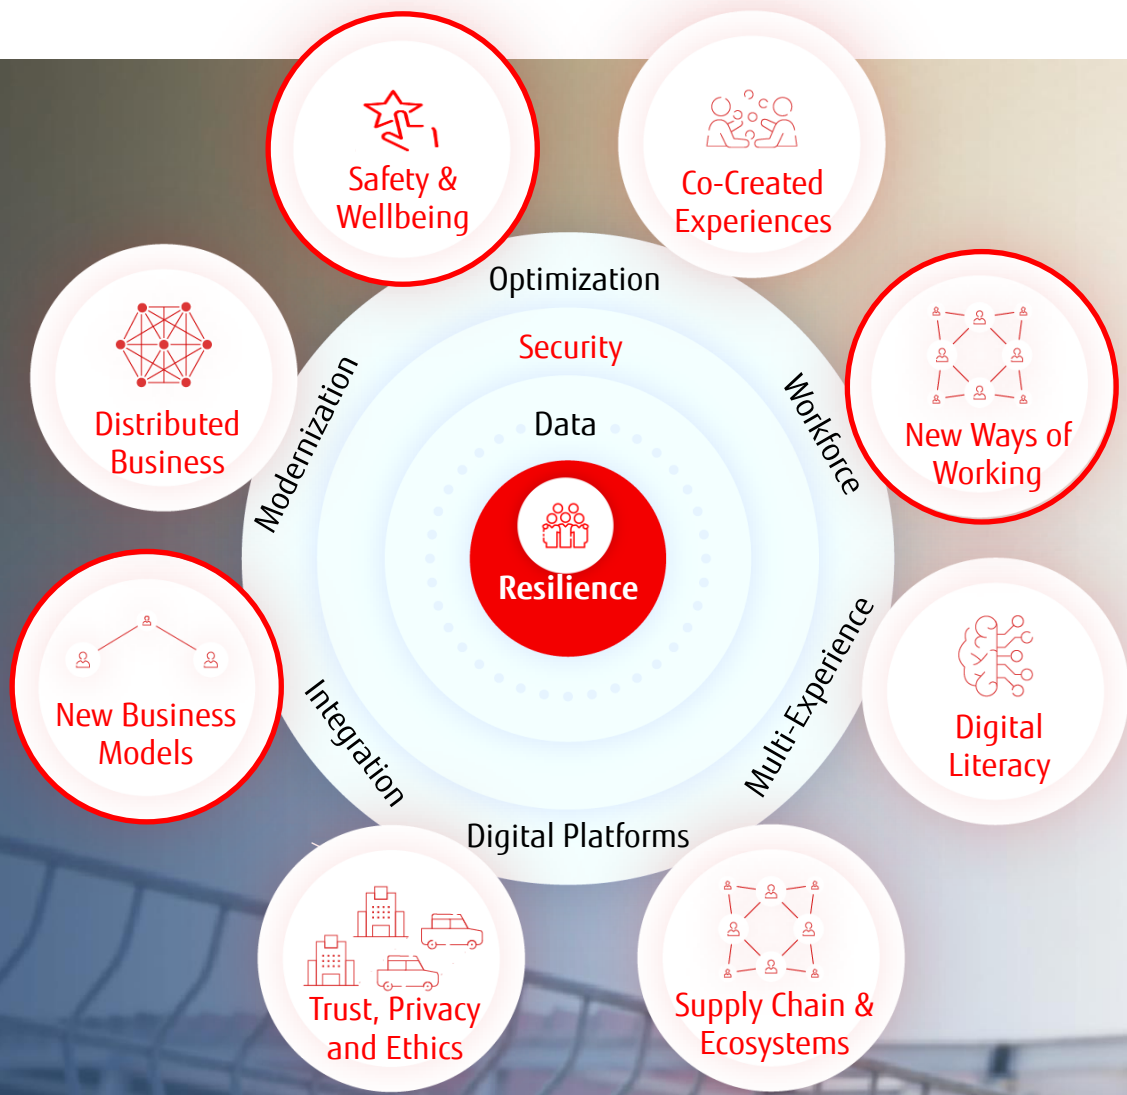 Safety &
Wellbeing
Co-Created
Experiences
Optimization
Security
Data
Modernization
Workforce
Distributed
Business
New Ways of
Working
Resilience
New Business
Models
Integration
Multi-Experience
Digital
Literacy
Digital Platforms
Trust, Privacy
and Ethics
Supply Chain &
Ecosystems